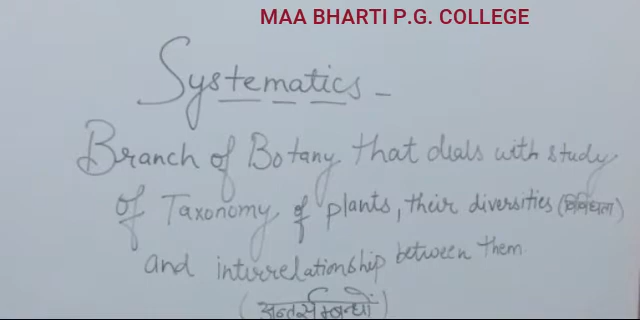 MAA BHARTI P.G. COLLEGE
Systematics -
Branch of Botany that deals with study
of Taxonomy of plants, their diversities (विविधता)
and interrelationship between them.
(अन्तर्सम्बन्धों)